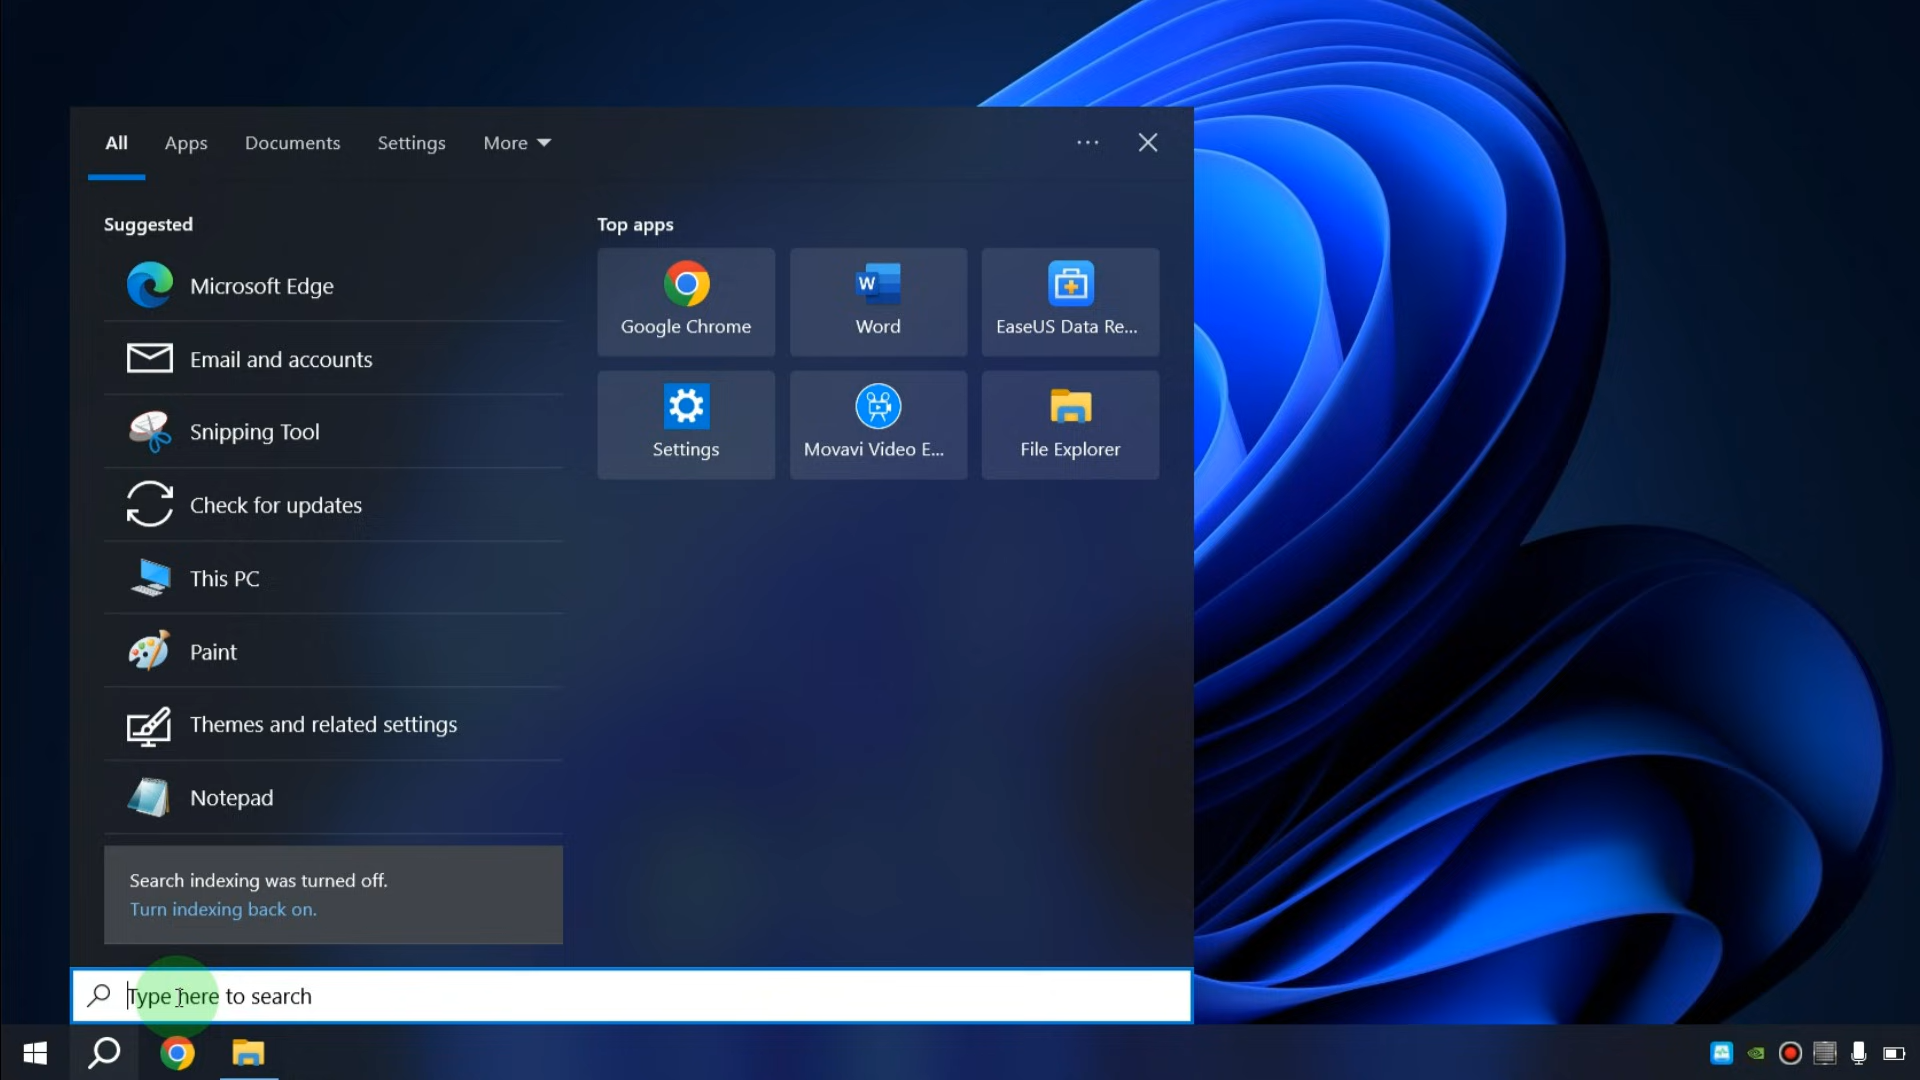 All Apps Documents Settings More
Suggested
Microsoft Edge
Email and accounts
Snipping Tool
Check for updates
This PC
Paint
Themes and related settings
Notepad
Search indexing was turned off.
Turn indexing back on.
Top apps
Google Chrome
W
Word
EaseUS Data Re...
Settings
Movavi Video E...
File Explorer
Type here to search